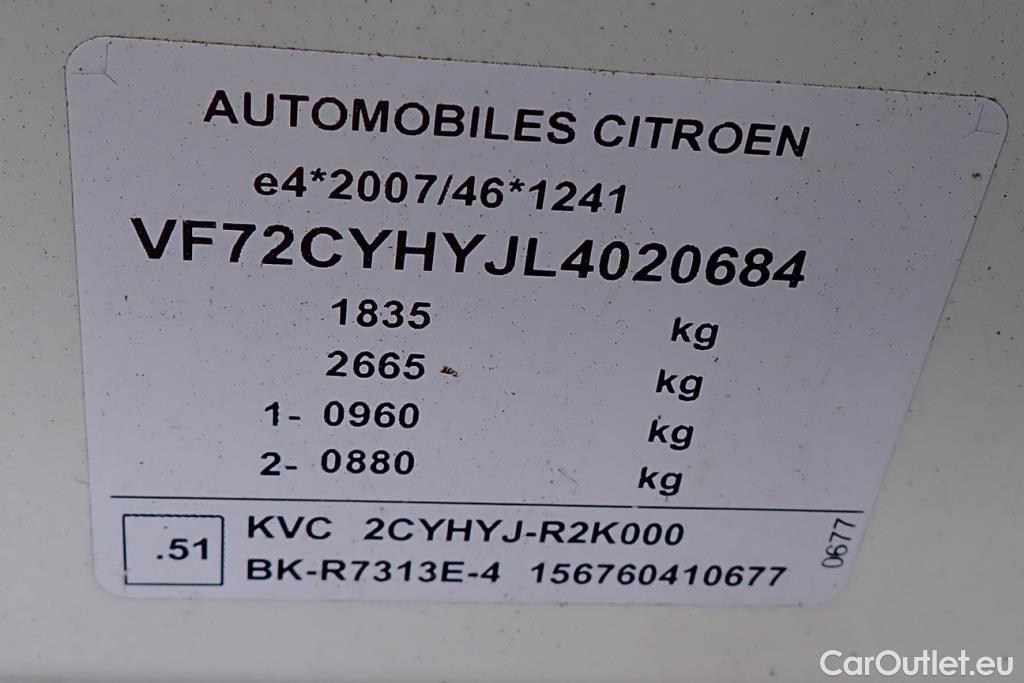 AUTOMOBILES CITROEN
e4*2007/46*1241
VF72CYHYJL4020684
1835 kg
2665 kg
1- 0960 kg
2- 0880 kg
.51
KVC 2CYHYJ-R2K000
BK-R7313E-4 156760410677
0677
CarOutlet.eu